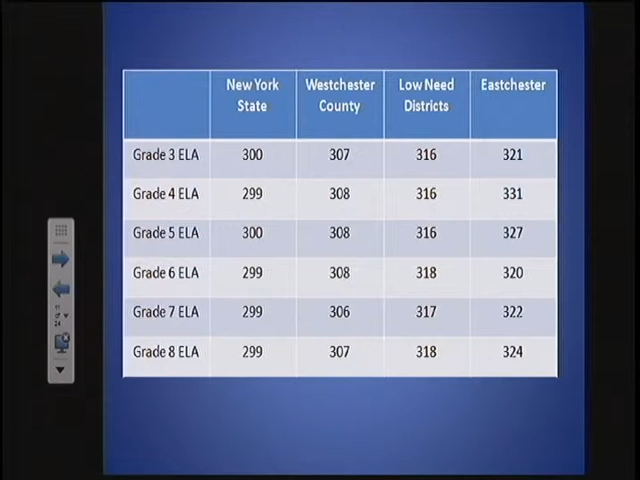 New York Westchester Low Need Eastchester
State County Districts
Grade 3 ELA 300 307 316 321
Grade 4 ELA 299 308 316 331
Grade 5 ELA 300 308 316 327
Grade 6 ELA 299 308 318 320
Grade 7 ELA 299 306 317 322
Grade 8 ELA 299 307 318 324